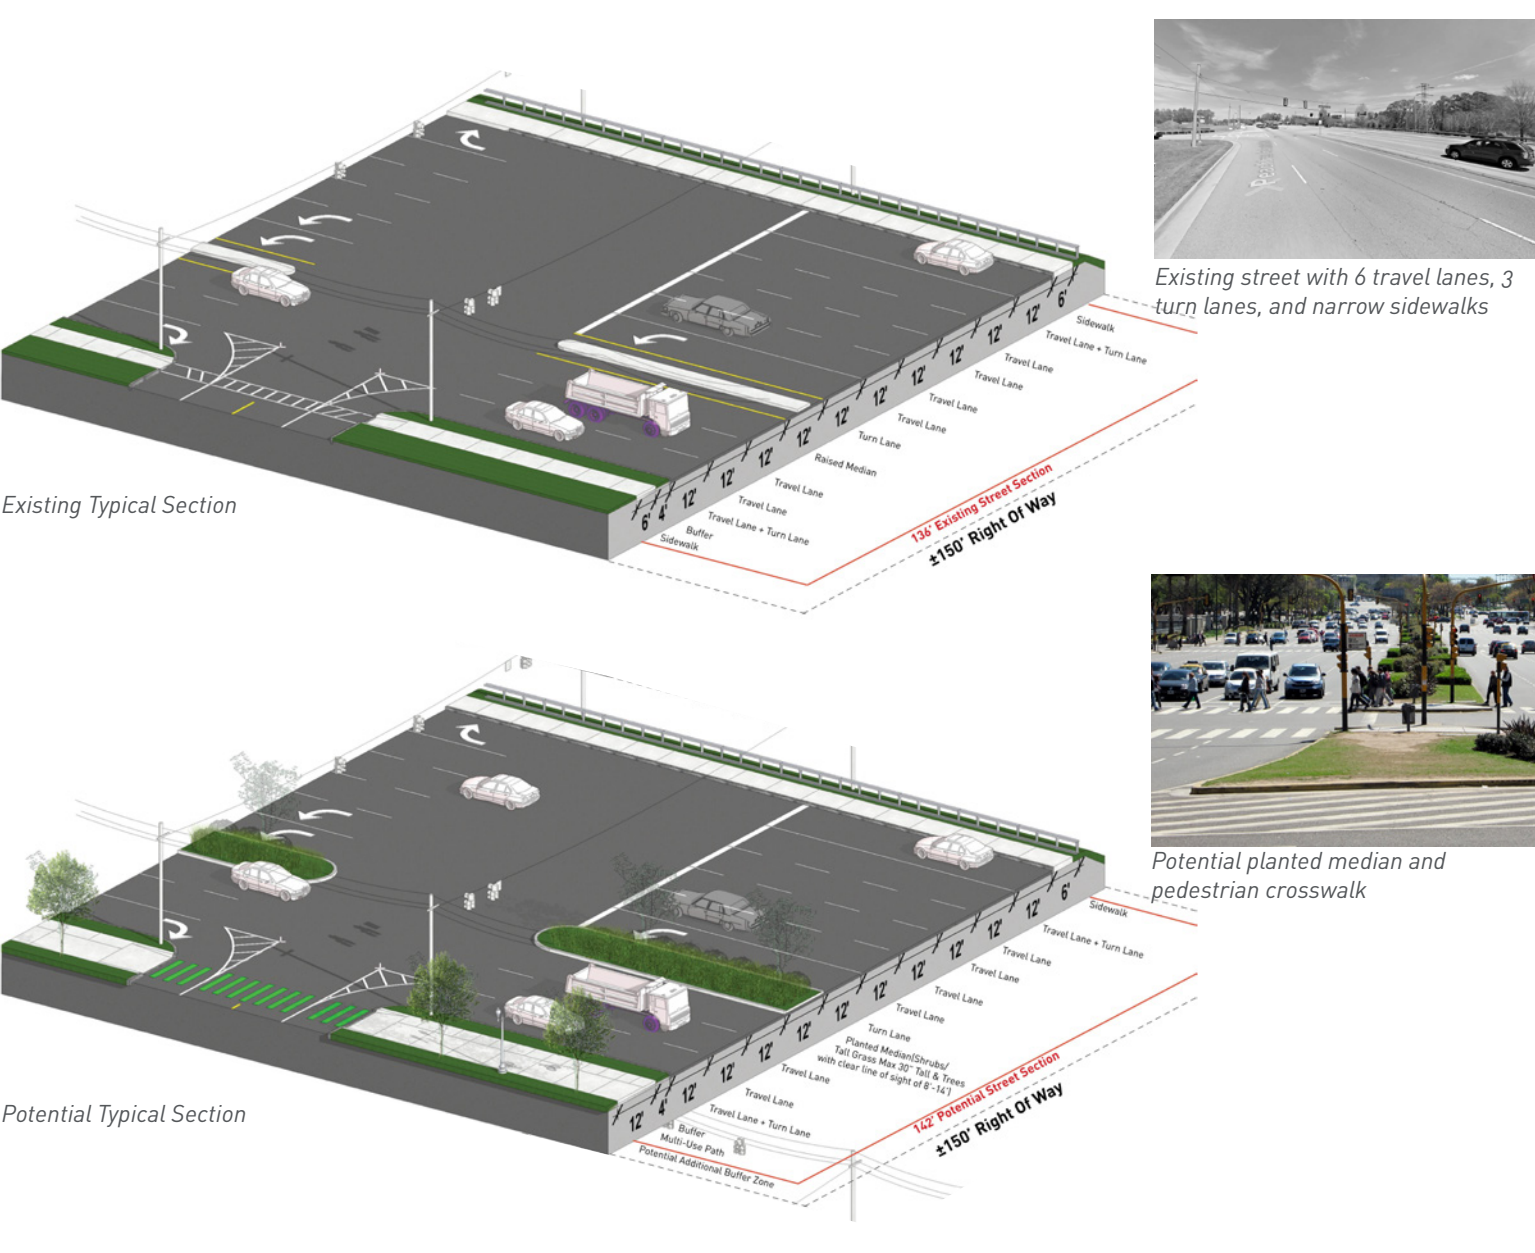 Existing street with 6 travel lanes, 3
turn lanes, and narrow sidewalks
6'
12'
12'
12'
12'
12'
12'
12'
12'
12'
12'
4'
6'
Sidewalk
Travel Lane + Turn Lane
Travel Lane
Travel Lane
Travel Lane
Travel Lane
Turn Lane
Raised Median
Travel Lane
Travel Lane
Travel Lane + Turn Lane
Buffer
Sidewalk
136' Existing Street Section
±150' Right Of Way
Existing Typical Section
Potential planted median and
pedestrian crosswalk
6'
12'
12'
12'
12'
12'
12'
12'
12'
12'
12'
4'
12'
Sidewalk
Travel Lane + Turn Lane
Travel Lane
Travel Lane
Travel Lane
Travel Lane
Turn Lane
Planted Median(Shrubs/
Tall Grass Max 30" Tall & Trees
with clear line of sight of 8'-14')
Travel Lane
Travel Lane
Travel Lane + Turn Lane
Buffer
Multi-Use Path
Potential Additional Buffer Zone
142' Potential Street Section
±150' Right Of Way
Potential Typical Section